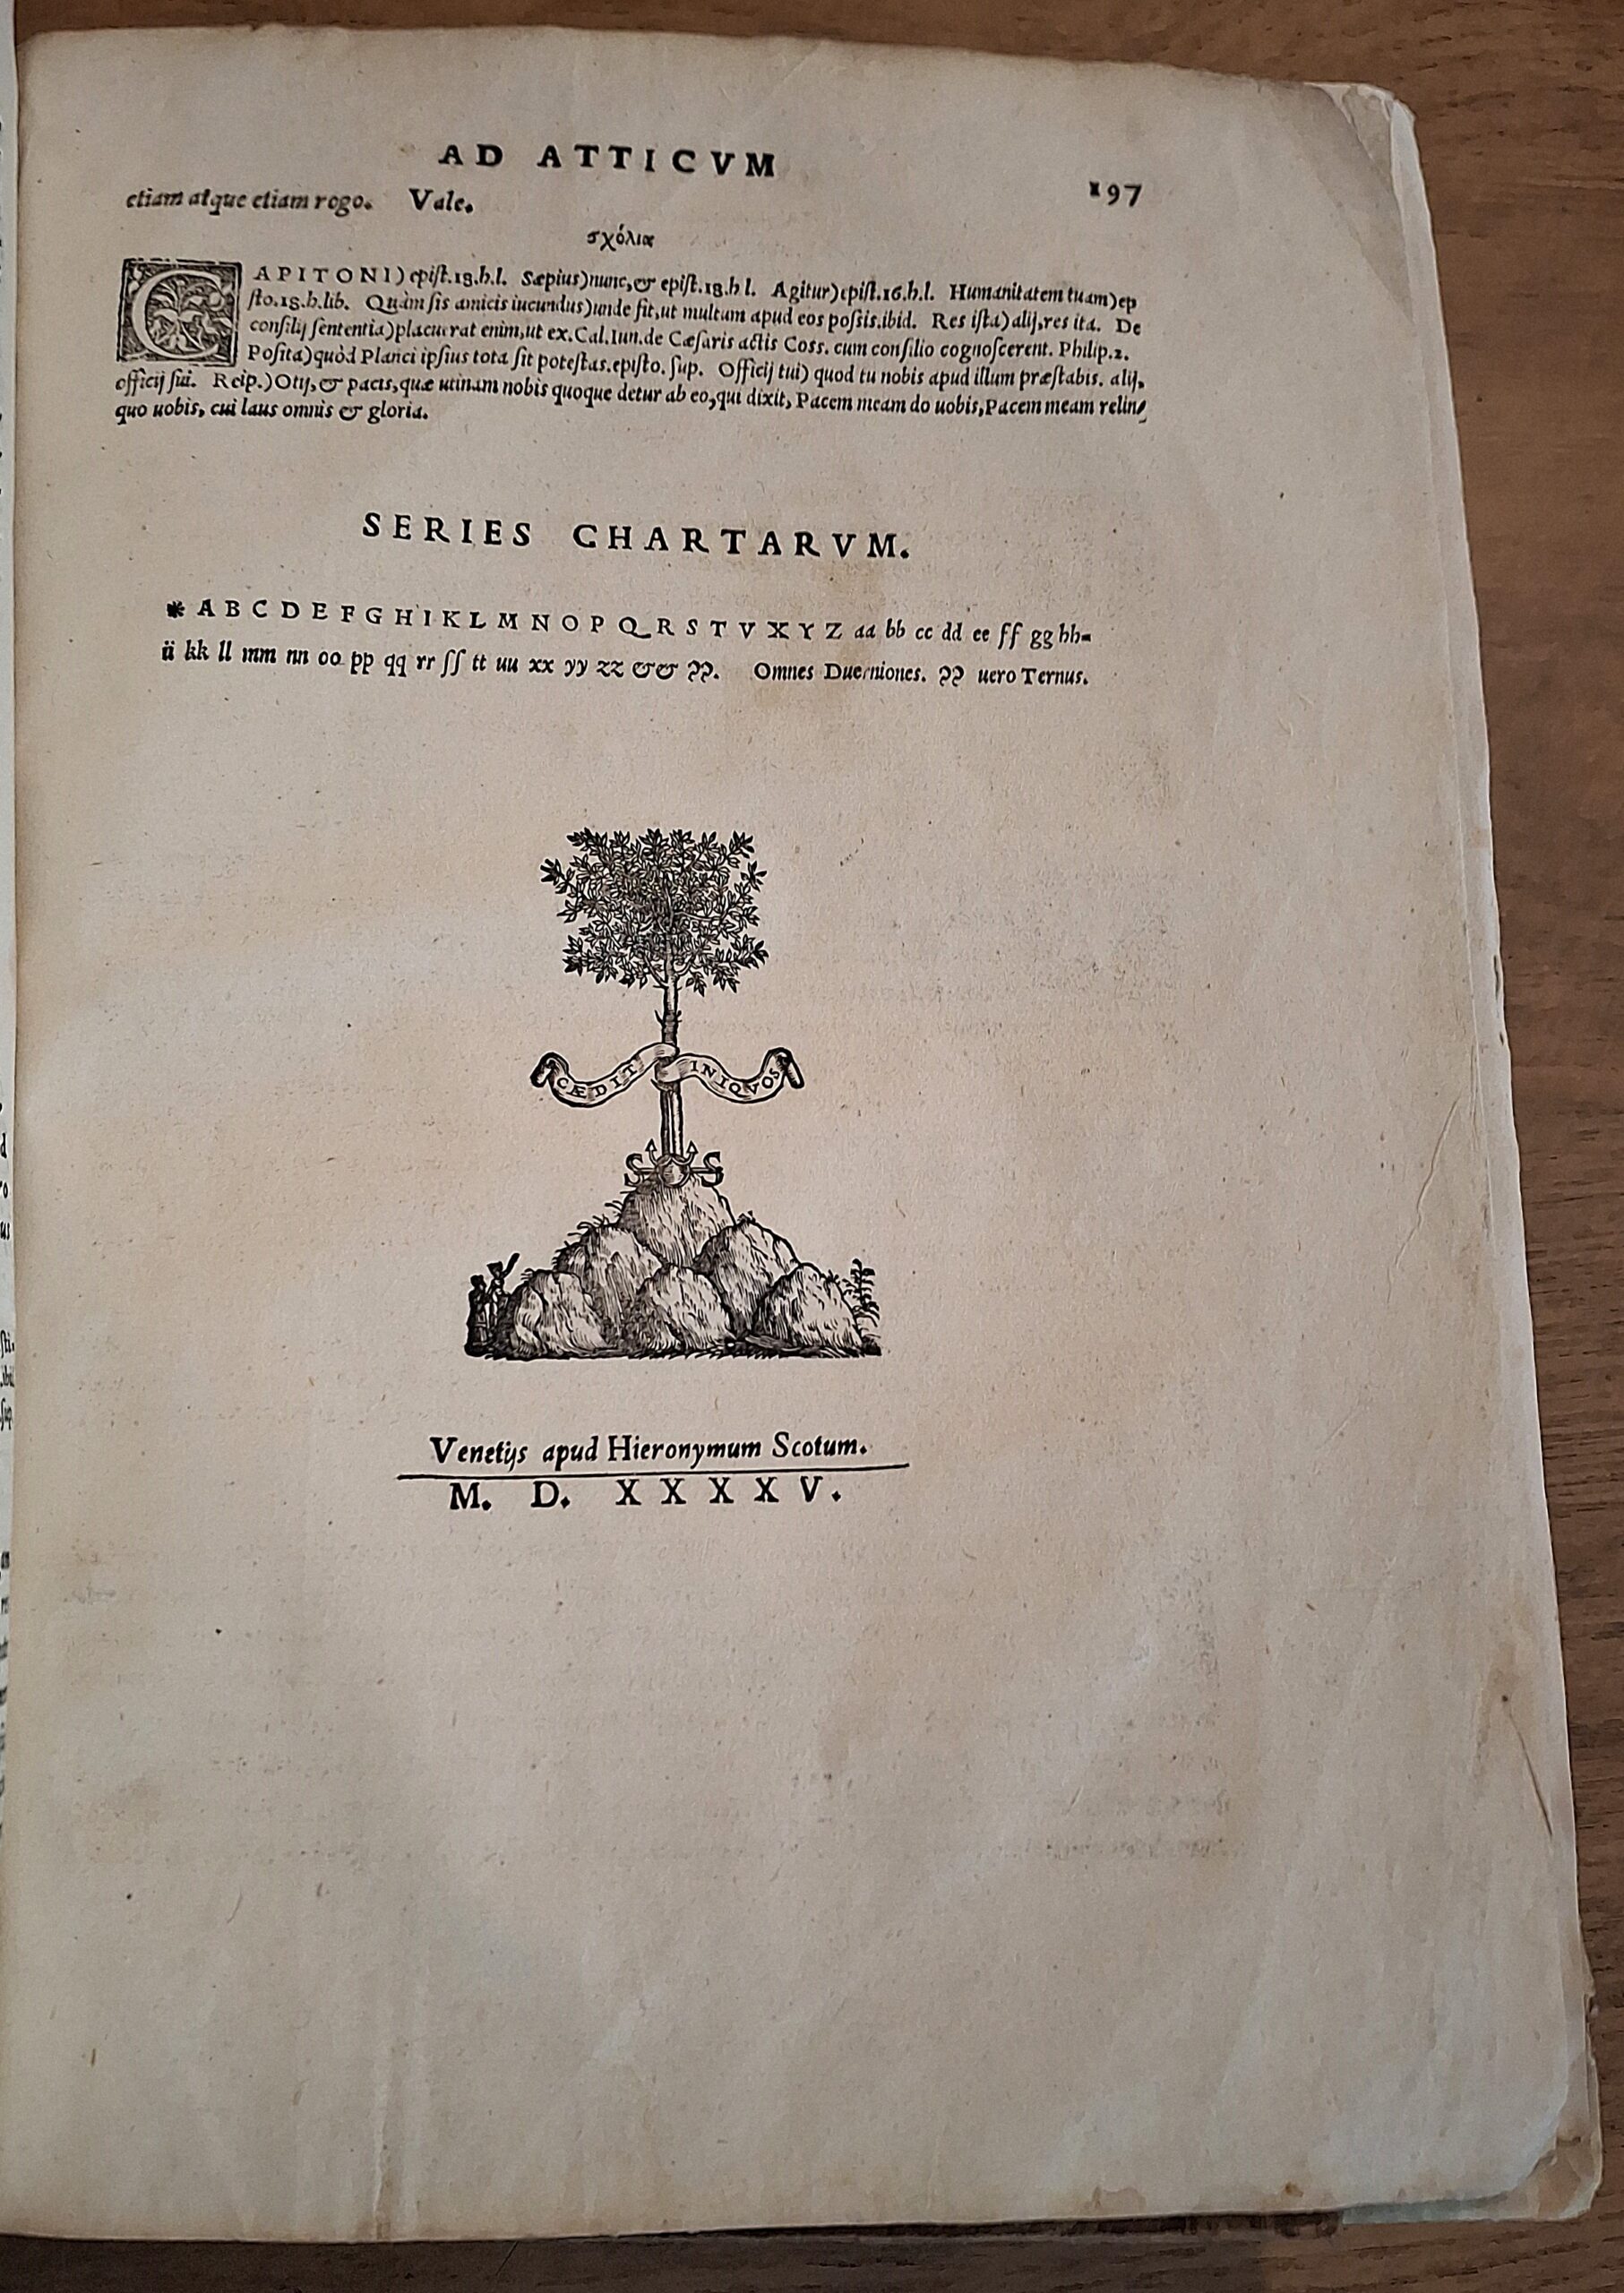 AD ATTICVM
197
etiam atque etiam rogo. Vale.
σχόλια
CAPITONI) epist.18.h.l. Sæpius)nunc,& epist.18.h l. Agitur)epist.16.h.l. Humanitatem tuam)ep
sto.18.h.lib. Quàm sis amicis iucundus)unde fit,ut multum apud eos possis.ibid. Res ista)alij,res ita. De
consilij sententia)placuerat enim,ut ex.Cal.Iun.de Cæsaris actis Coss. cum consilio cognoscerent. Philip.2.
Posita)quòd Planci ipsius tota sit potestas.episto. sup. Officij tui) quod tu nobis apud illum præstabis. alij,
officij sui. Reip.)Otij,& pacis,quæ utinam nobis quoque detur ab eo,qui dixit, Pacem meam do uobis,Pacem meam relin/
quo uobis, cui laus omnis & gloria.
SERIES CHARTARVM.
* A B C D E F G H I K L M N O P Q R S T V X Y Z aa bb cc dd ee ff gg hh-
ii kk ll mm nn oo pp qq rr ſſ tt uu xx yy zz && ꝯꝯ. Omnes Duerniones. ꝯꝯ uero Ternus.
CÆDIT INIQVOS
S S
Venetijs apud Hieronymum Scotum.
M. D. X X X X V.